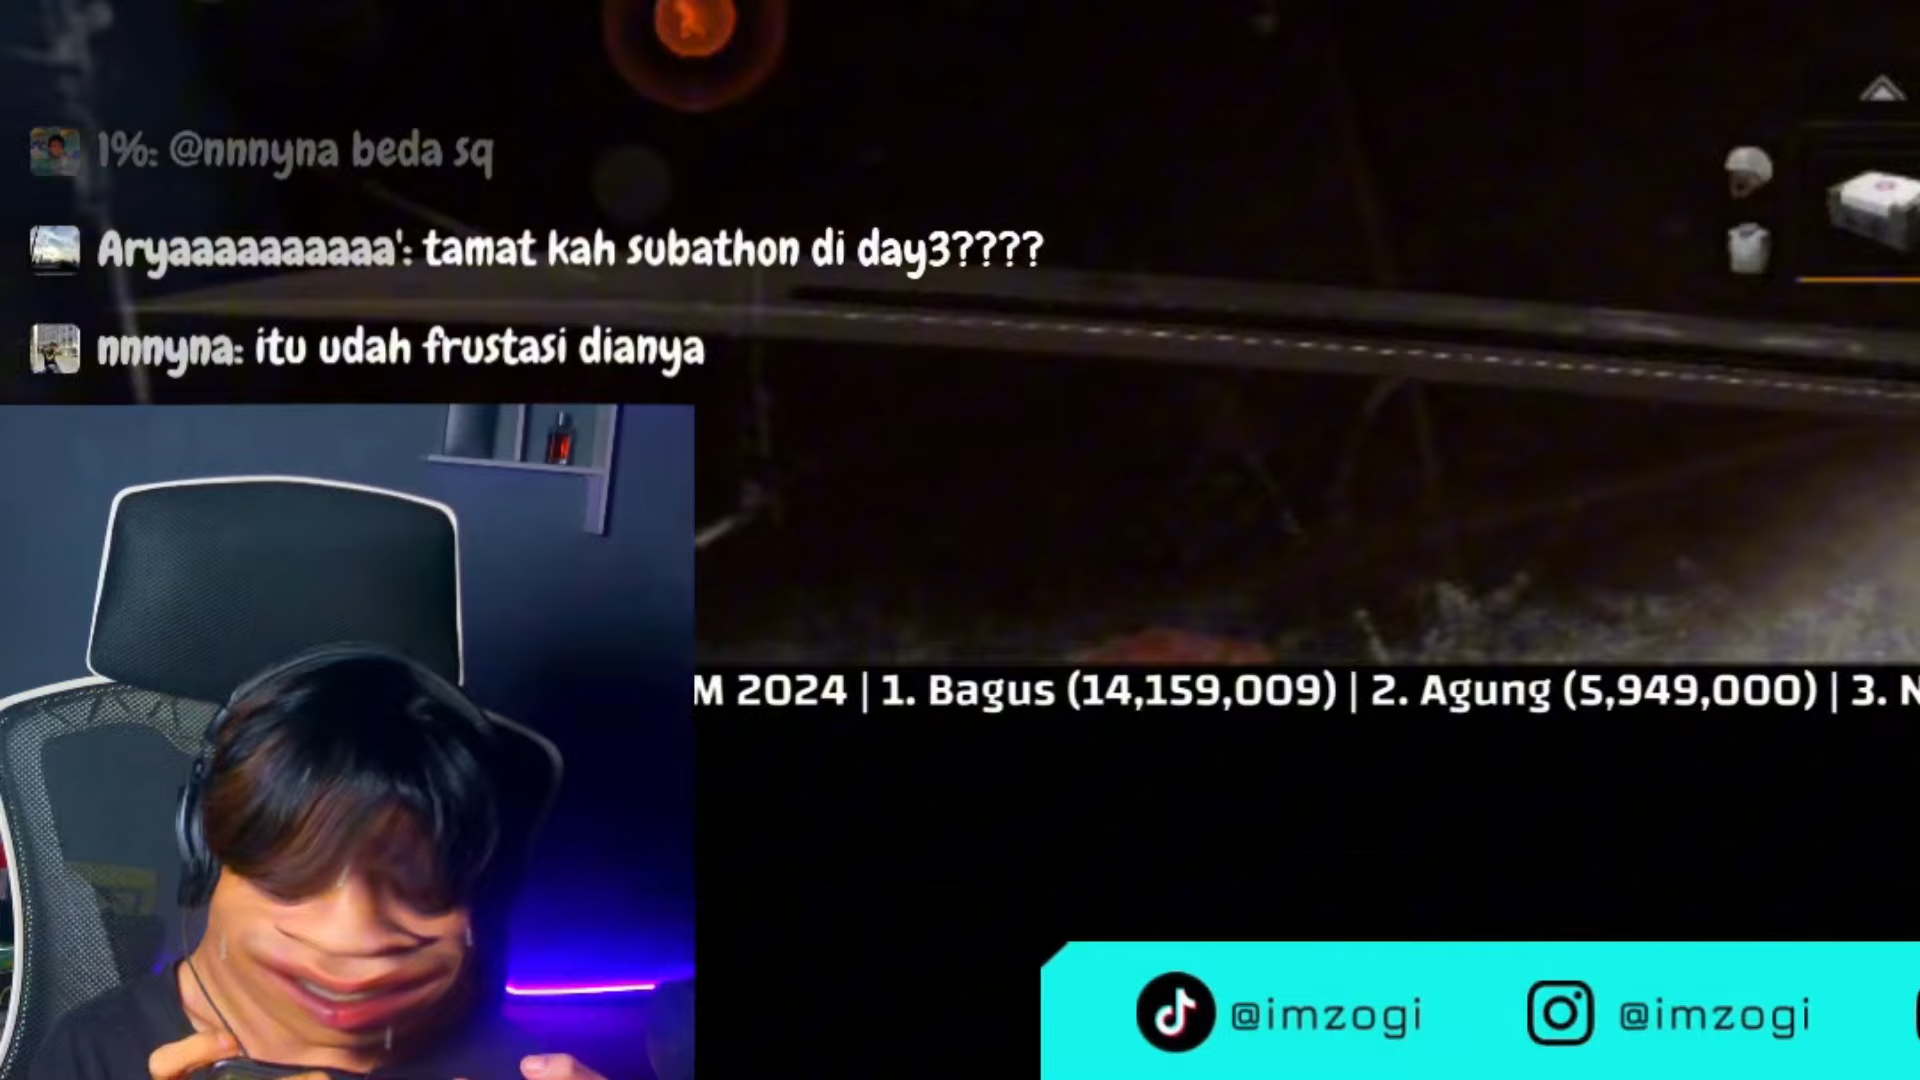 1%: @nnnyna beda sq
Aryaaaaaaaaaaa': tamat kah subathon di day3????
nnnyna: itu udah frustasi dianya
M 2024 | 1. Bagus (14,159,009) | 2. Agung (5,949,000) | 3. N
@imzogi @imzogi